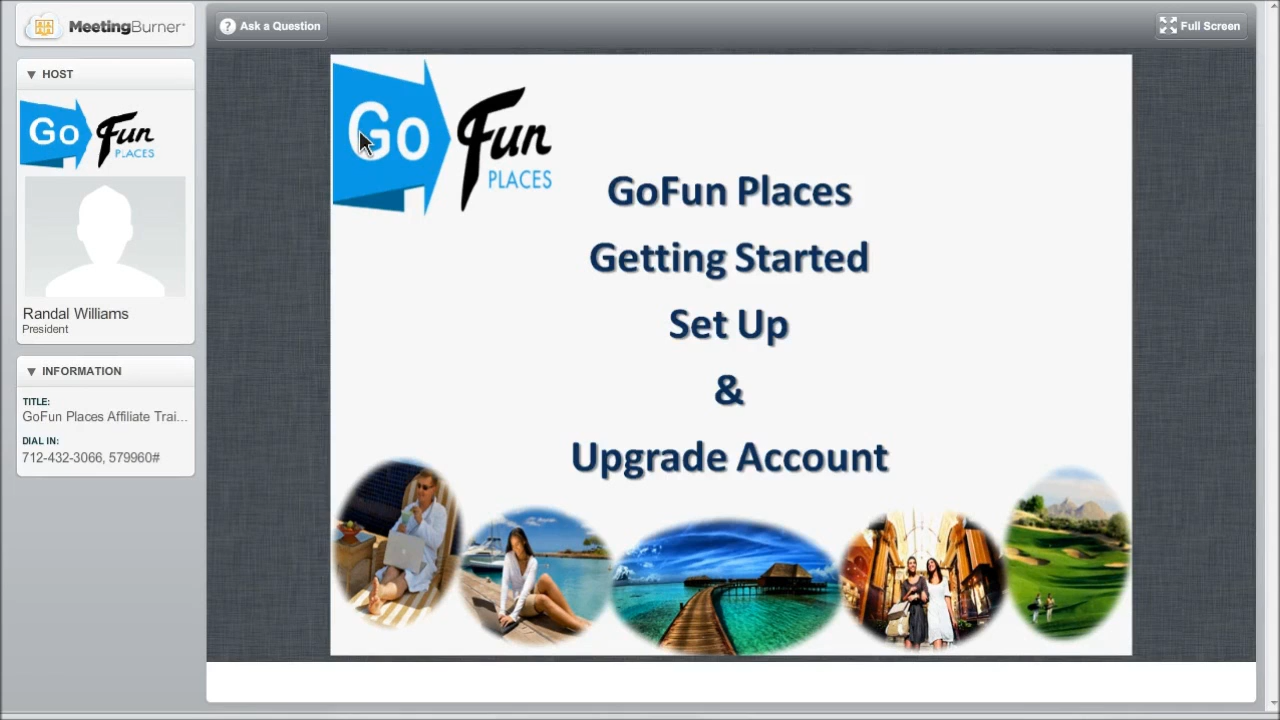 MeetingBurner
Ask a Question
Full Screen
HOST
Go Fun
PLACES
Randal Williams
President
INFORMATION
TITLE:
GoFun Places Affiliate Trai...
DIAL IN:
712-432-3066, 579960#
Go Fun
PLACES
GoFun Places
Getting Started
Set Up
&
Upgrade Account